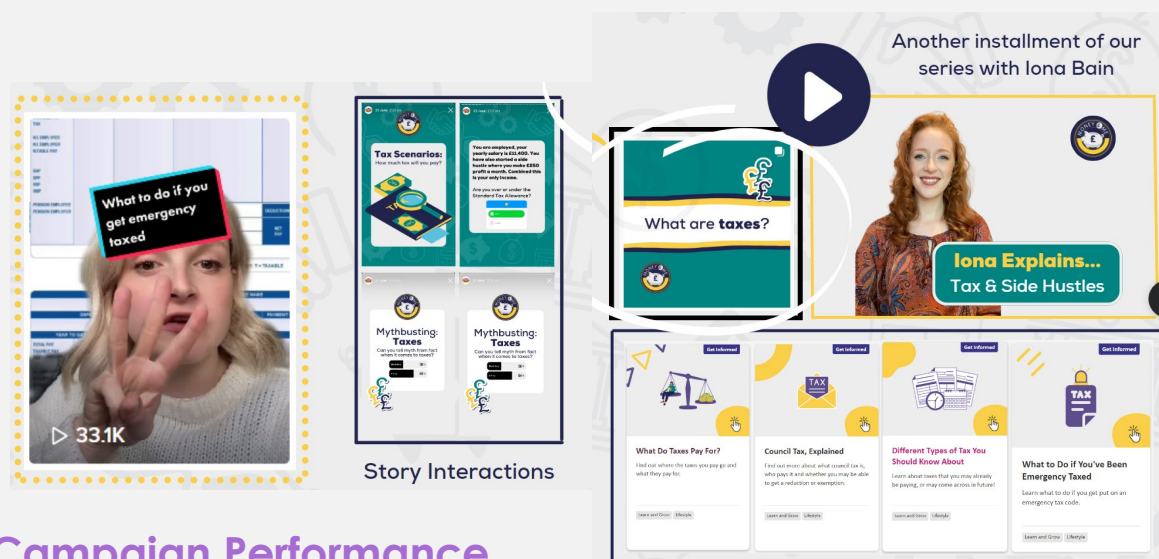 Another installment of our
series with Iona Bain
What to do if you
get emergency
taxed
33.1K
Tax Scenarios:
How much tax will you pay?
You are employed, your
yearly salary is £11,400. You
have also started a side
hustle where you make £250
profit a month. Combined this
is your only income.
Are you over or under the
Standard Tax Allowance?
Mythbusting:
Taxes
Can you tell myth from fact
when it comes to taxes?
Mythbusting:
Taxes
Can you tell myth from fact
when it comes to taxes?
Story Interactions
What are taxes?
Iona Explains...
Tax & Side Hustles
Get Informed
What Do Taxes Pay For?
Find out where the taxes you pay go and
what they pay for.
Learn and Grow Lifestyle
Get Informed
TAX
Council Tax, Explained
Find out more about what council tax is,
who pays it and whether you may be able
to get a reduction or exemption.
Learn and Grow Lifestyle
Get Informed
Different Types of Tax You
Should Know About
Learn about taxes that you may already
be paying, or may come across in future!
Learn and Grow Lifestyle
Get Informed
TAX
What to Do if You've Been
Emergency Taxed
Learn what to do if you get put on an
emergency tax code.
Learn and Grow Lifestyle
Campaign Performance